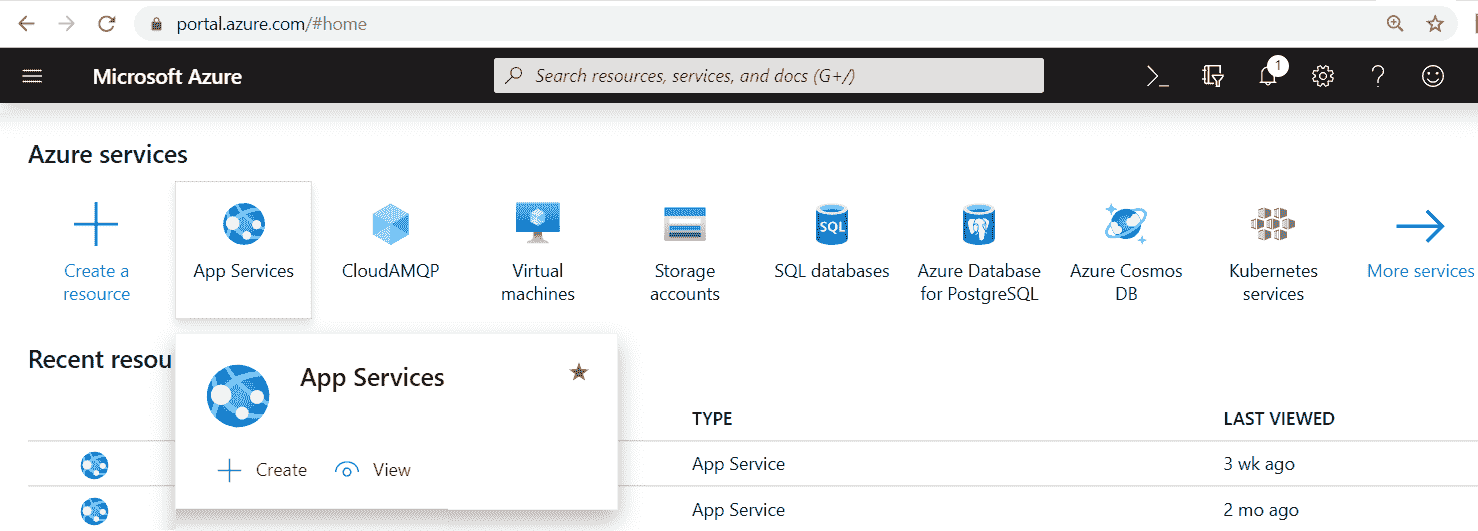 portal.azure.com/#home
Microsoft Azure
Search resources, services, and docs (G+/)
1
Azure services
Create a
resource
App Services
CloudAMQP
Virtual
machines
Storage
accounts
SQL
SQL databases
Azure Database
for PostgreSQL
Azure Cosmos
DB
Kubernetes
services
More services
Recent resou
App Services
Create
View
TYPE
LAST VIEWED
App Service
3 wk ago
App Service
2 mo ago